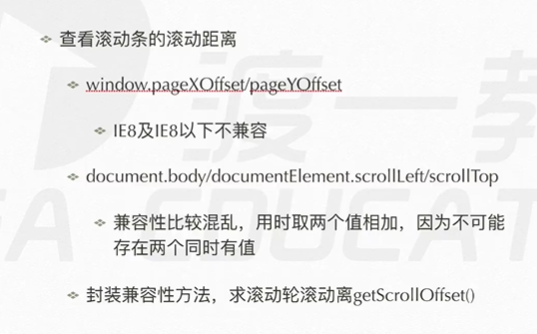 查看滚动条的滚动距离
window.pageXOffset/pageYOffset
IE8及IE8以下不兼容
document.body/documentElement.scrollLeft/scrollTop
兼容性比较混乱，用时取两个值相加，因为不可能
存在两个同时有值
封装兼容性方法，求滚动轮滚动离getScrollOffset()
渡一教
EDUCAT